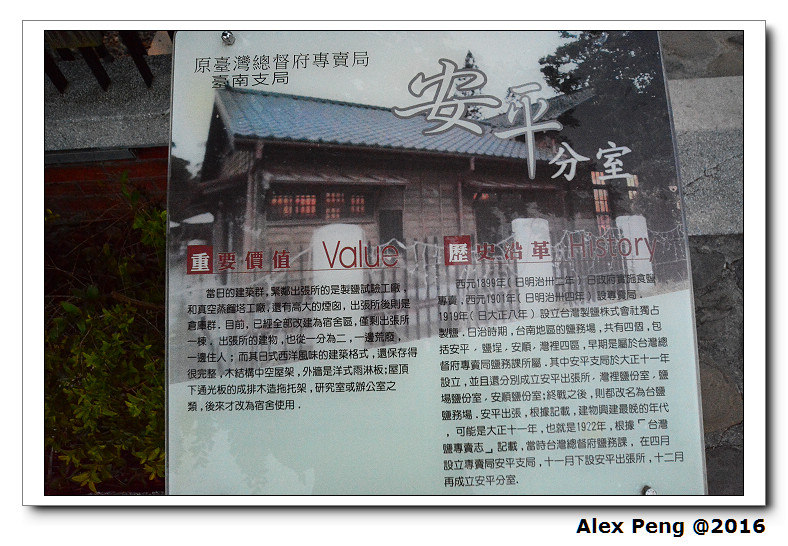 原臺灣總督府專賣局
臺南支局
安平分室
重要價值 Value
當日的建築群，緊鄰出張所的是製鹽試驗工廠
和真空蒸餾塔工廠，還有高大的煙囪，出張所後則是
倉庫群，目前，已經全部改建為宿舍區，僅剩出張所
一棟，出張所的建物，也從一分為二，一邊荒廢，
一邊住人；而其日式西洋風味的建築格式，還保存得
很完整，木結構中空屋架，外牆是洋式雨淋板；屋頂
下通光板的成排木造拖托架，研究室或辦公室之
類，後來才改為宿舍使用．
歷史沿革 History
西元1899年（日明治卅二年）日政府實施食鹽
專賣，西元1901年（日明治卅四年）設專賣局，
1919年（日大正八年）設立台灣製鹽株式會社獨占
製鹽，日治時期，台南地區的鹽務場，共有四個，包
括安平﹐鹽埕﹐安順﹐灣裡四區，早期是屬於台灣總
督府專賣局鹽務課所屬，其中安平支局於大正十一年
設立，並且還分別成立安平出張所﹐灣裡鹽份室﹐鹽
場鹽份室﹐安順鹽份室；終戰之後，則都改名為台鹽
鹽務場，安平出張，根據記載，建物興建最晚的年代
，可能是大正十一年，也就是1922年，根據「台灣
鹽專賣志」記載，當時台灣總督府鹽務課，在四月
設立專賣局安平支局，十一月下設安平出張所，十二月
再成立安平分室．
Alex Peng @2016